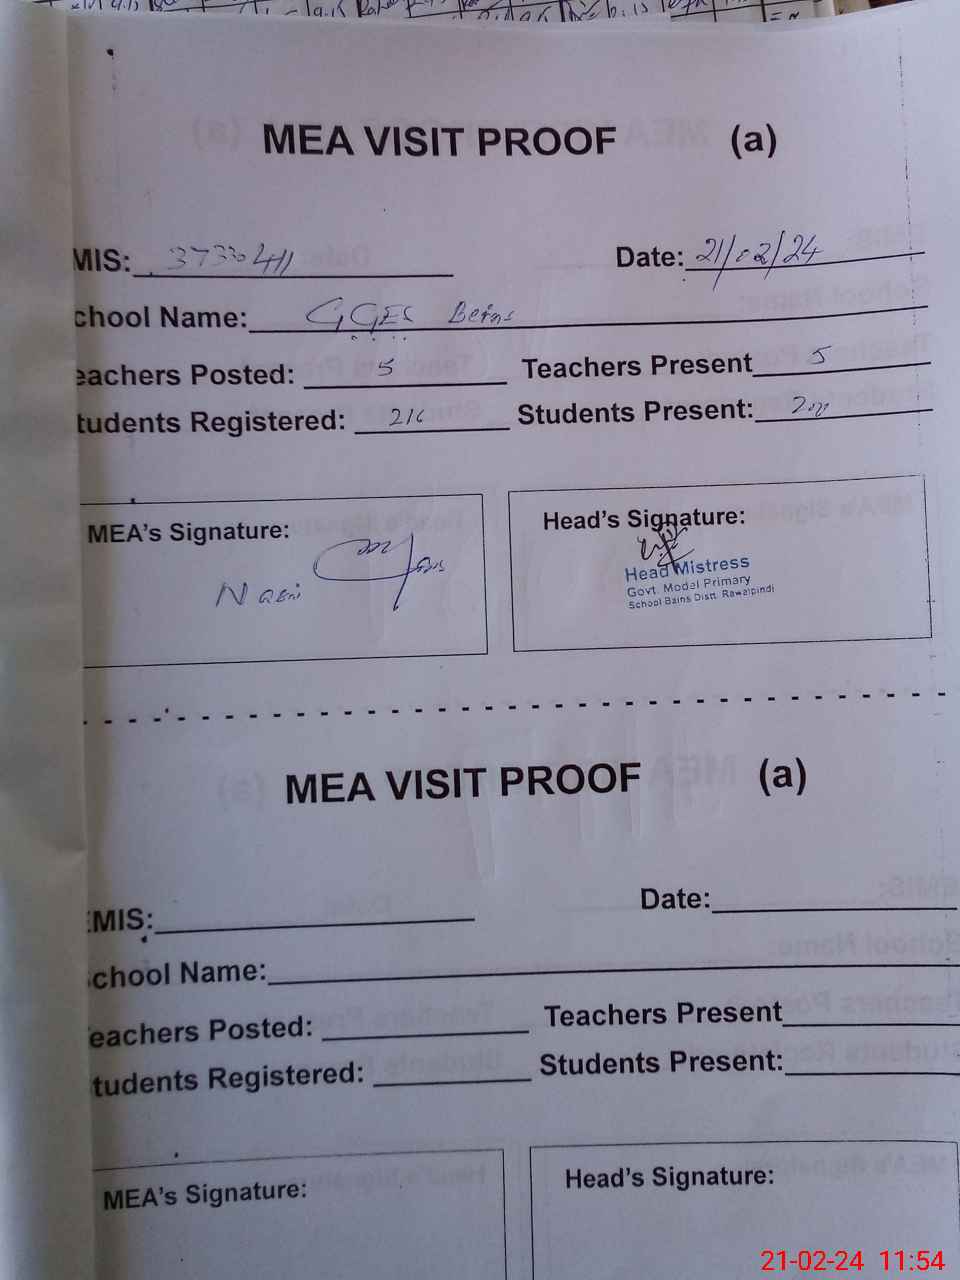 MEA VISIT PROOF (a)
MIS: 37330411 Date: 21/02/24
chool Name: GGES Beins
eachers Posted: 5 Teachers Present 5
tudents Registered: 216 Students Present: 200
MEA's Signature: Head's Signature:
Head Mistress
Govt. Model Primary
School Bains Distt. Rawalpindi
MEA VISIT PROOF (a)
EMIS: Date:
chool Name:
eachers Posted: Teachers Present
tudents Registered: Students Present:
MEA's Signature: Head's Signature:
21-02-24 11:54